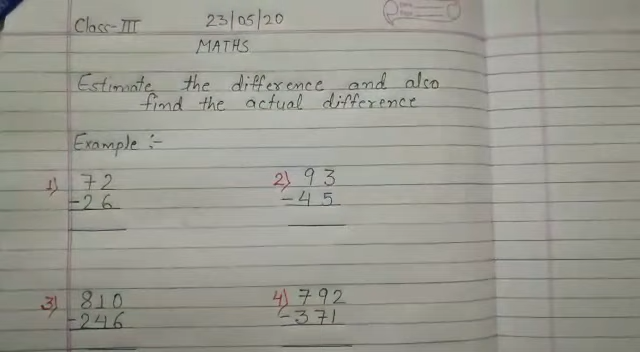 Class-III 23/05/20
MATHS
Estimate the difference and also
find the actual difference
Example :-
1) 72 2) 93
-26 -45
3) 810 4) 792
-246 -371